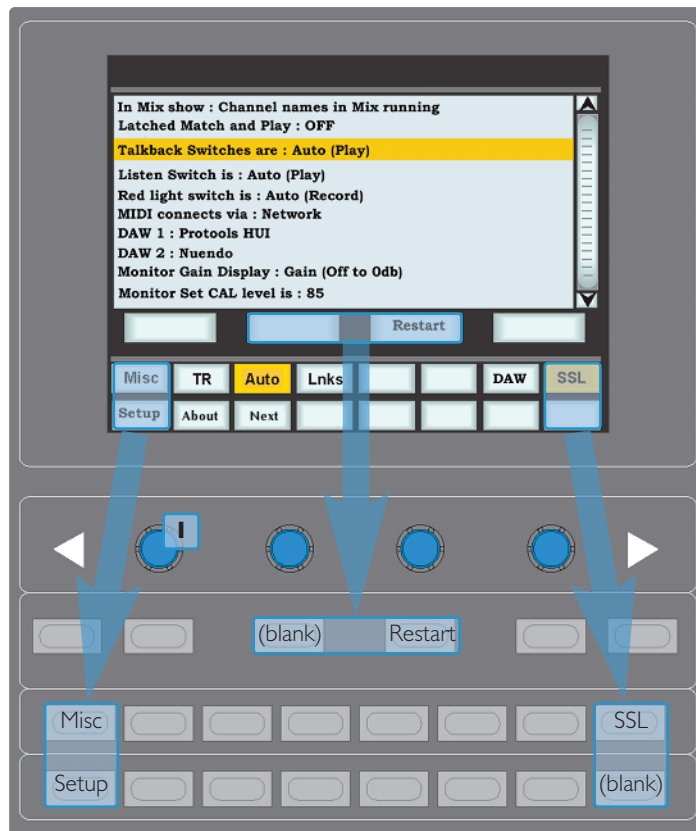 In Mix show : Channel names in Mix running
Latched Match and Play : OFF
Talkback Switches are : Auto (Play)
Listen Switch is : Auto (Play)
Red light switch is : Auto (Record)
MIDI connects via : Network
DAW 1 : Protools HUI
DAW 2 : Nuendo
Monitor Gain Display : Gain (Off to 0db)
Monitor Set CAL level is : 85
Restart
Misc TR Auto Lnks DAW SSL
Setup About Next
I
(blank) Restart
Misc SSL
Setup (blank)